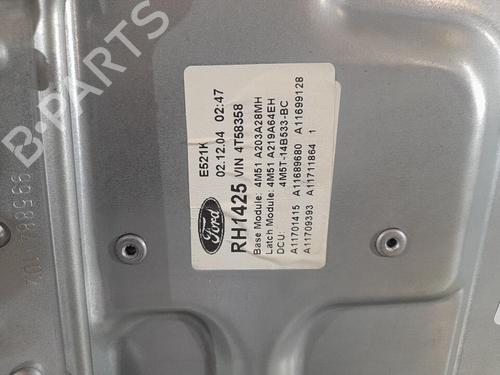 E521K
02.12.04 02:47
Ford
RH1425 VIN 4T58358
Base Module: 4M51 A203A28MH
Latch Module: 4M51 A219A64EH
DCU: 4M5T-14B533-BC
A11701415 A11689680 A11699128
A11709393 A11711864 1
B-PARTS